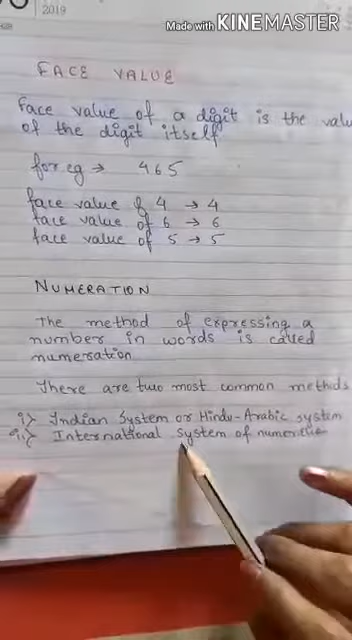 2019
Made with KINEMASTER
FACE VALUE
Face value of a digit is the valu
of the digit itself
for eg → 465
face value of 4 → 4
face value of 6 → 6
face value of 5 → 5
NUMERATION
The method of expressing a
number in words is called
numeration
There are two most common methods
i> Indian System or Hindu-Arabic system
ii> International system of numeration